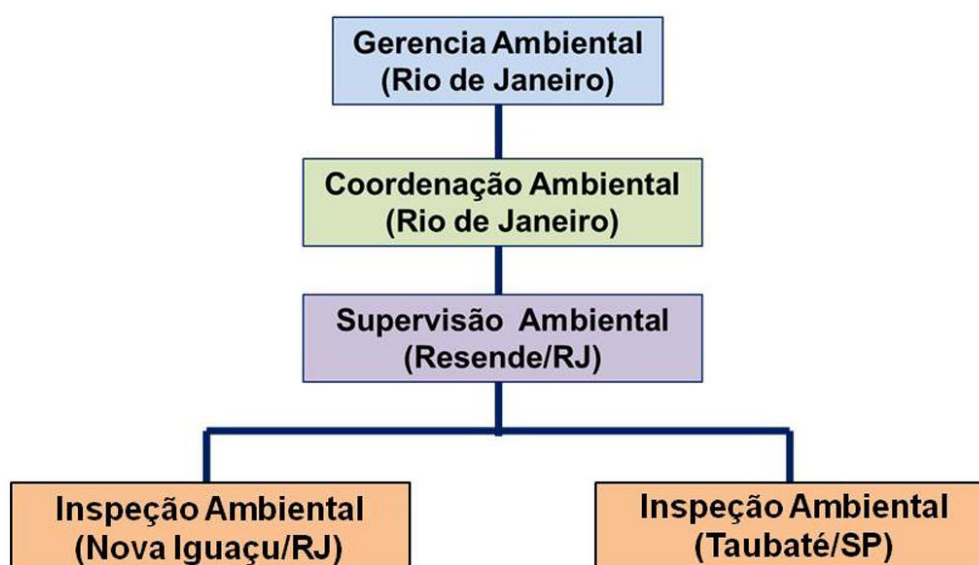 Gerencia Ambiental
(Rio de Janeiro)
Coordenação Ambiental
(Rio de Janeiro)
Supervisão Ambiental
(Resende/RJ)
Inspeção Ambiental
(Nova Iguaçu/RJ)
Inspeção Ambiental
(Taubaté/SP)